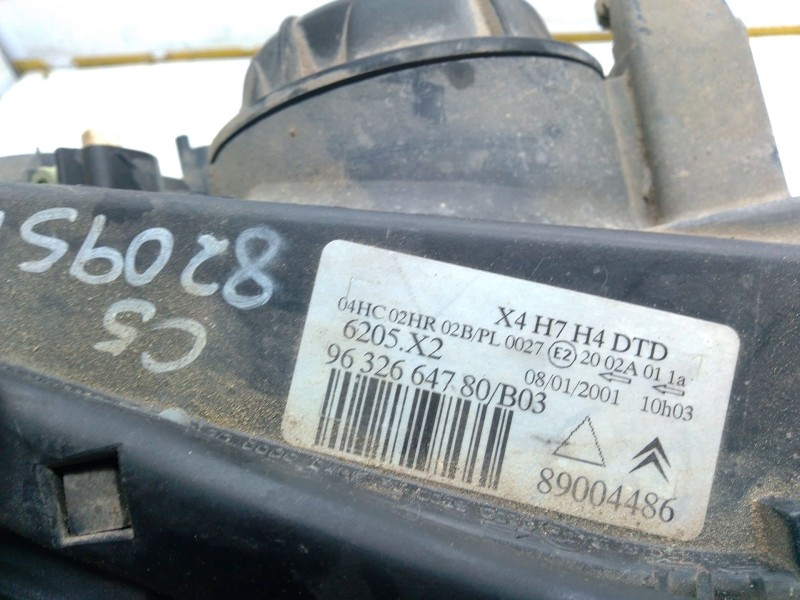 X4 H7 H4 DTD
04HC 02HR 02B/PL 0027 E2 20 02A 01 1a
6205.X2
08/01/2001 10h03
96 326 647 80/B03
89004486
82095
C5